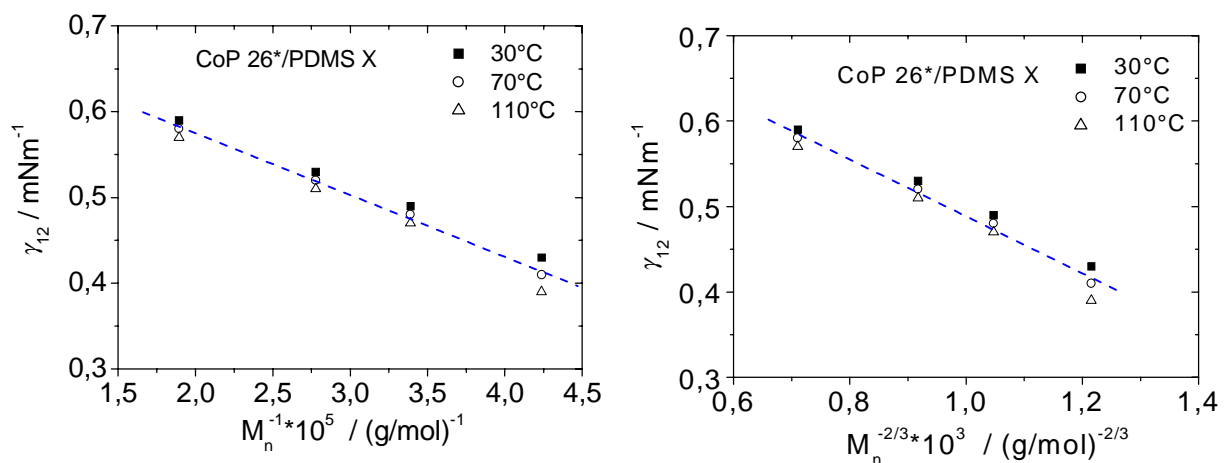 0,7
0,6
0,5
0,4
0,3
γ12 / mNm-1
CoP 26*/PDMS X
30°C
70°C
110°C
1,5 2,0 2,5 3,0 3,5 4,0 4,5
Mn-1*105 / (g/mol)-1
0,7
0,6
0,5
0,4
0,3
γ12 / mNm-1
CoP 26*/PDMS X
30°C
70°C
110°C
0,6 0,8 1,0 1,2 1,4
Mn-2/3*103 / (g/mol)-2/3